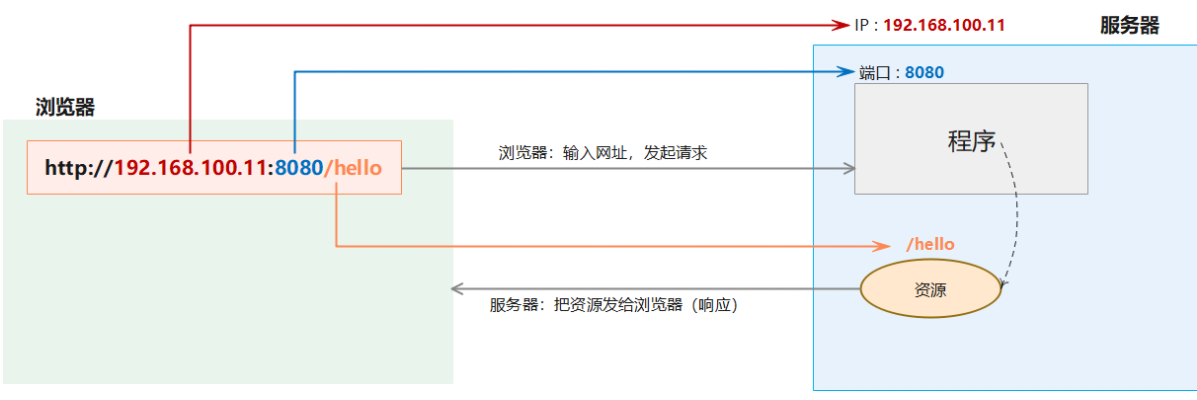 IP : 192.168.100.11
服务器
端口 : 8080
浏览器
http://192.168.100.11:8080/hello
浏览器：输入网址，发起请求
程序
/hello
资源
服务器：把资源发给浏览器（响应）